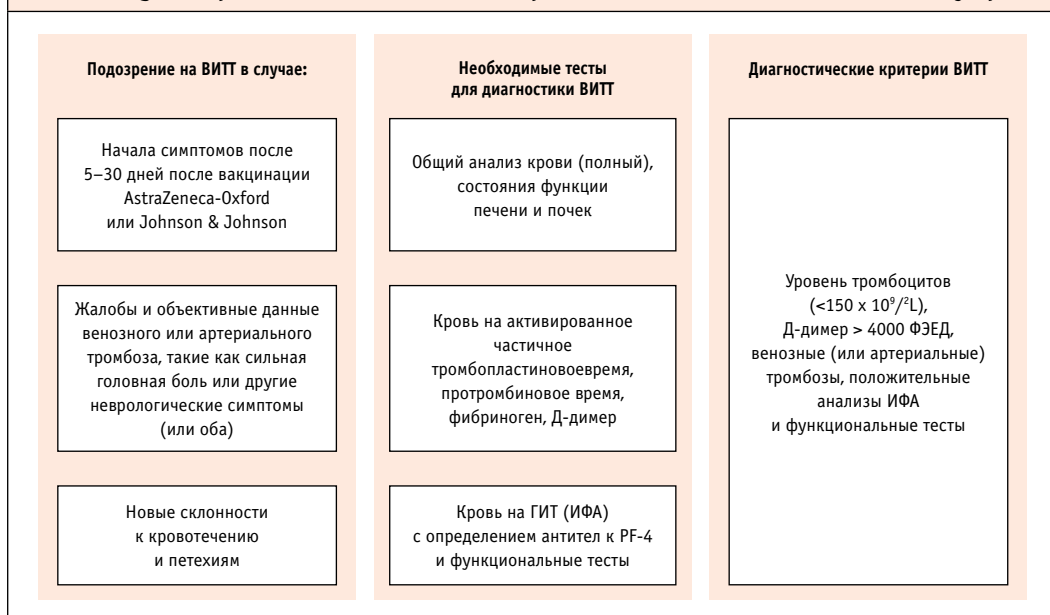 Подозрение на ВИТТ в случае:
Начала симптомов после
5–30 дней после вакцинации
AstraZeneca-Oxford
или Johnson & Johnson
Жалобы и объективные данные
венозного или артериального
тромбоза, такие как сильная
головная боль или другие
неврологические симптомы
(или оба)
Новые склонности
к кровотечению
и петехиям
Необходимые тесты
для диагностики ВИТТ
Общий анализ крови (полный),
состояния функции
печени и почек
Кровь на активированное
частичное
тромбопластиновоевремя,
протромбиновое время,
фибриноген, Д-димер
Кровь на ГИТ (ИФА)
с определением антител к PF-4
и функциональные тесты
Диагностические критерии ВИТТ
Уровень тромбоцитов
(<150 x 10⁹/²L),
Д-димер > 4000 ФЭЕД,
венозные (или артериальные)
тромбозы, положительные
анализы ИФА
и функциональные тесты